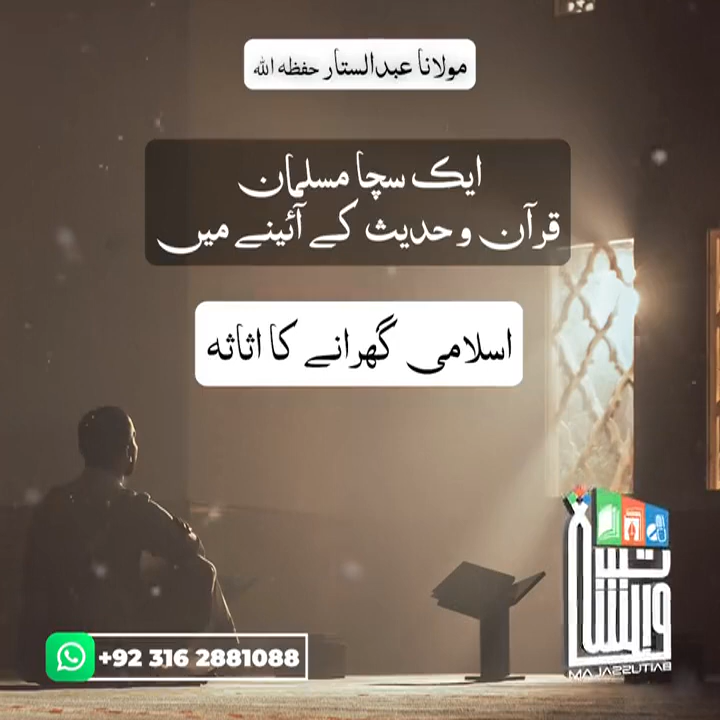 مولانا عبدالستار حفظہ اللہ
ایک سچا مسلمان
قرآن و حدیث کے آئینے میں
اسلامی گھرانے کا اثاثہ
+92 316 2881088